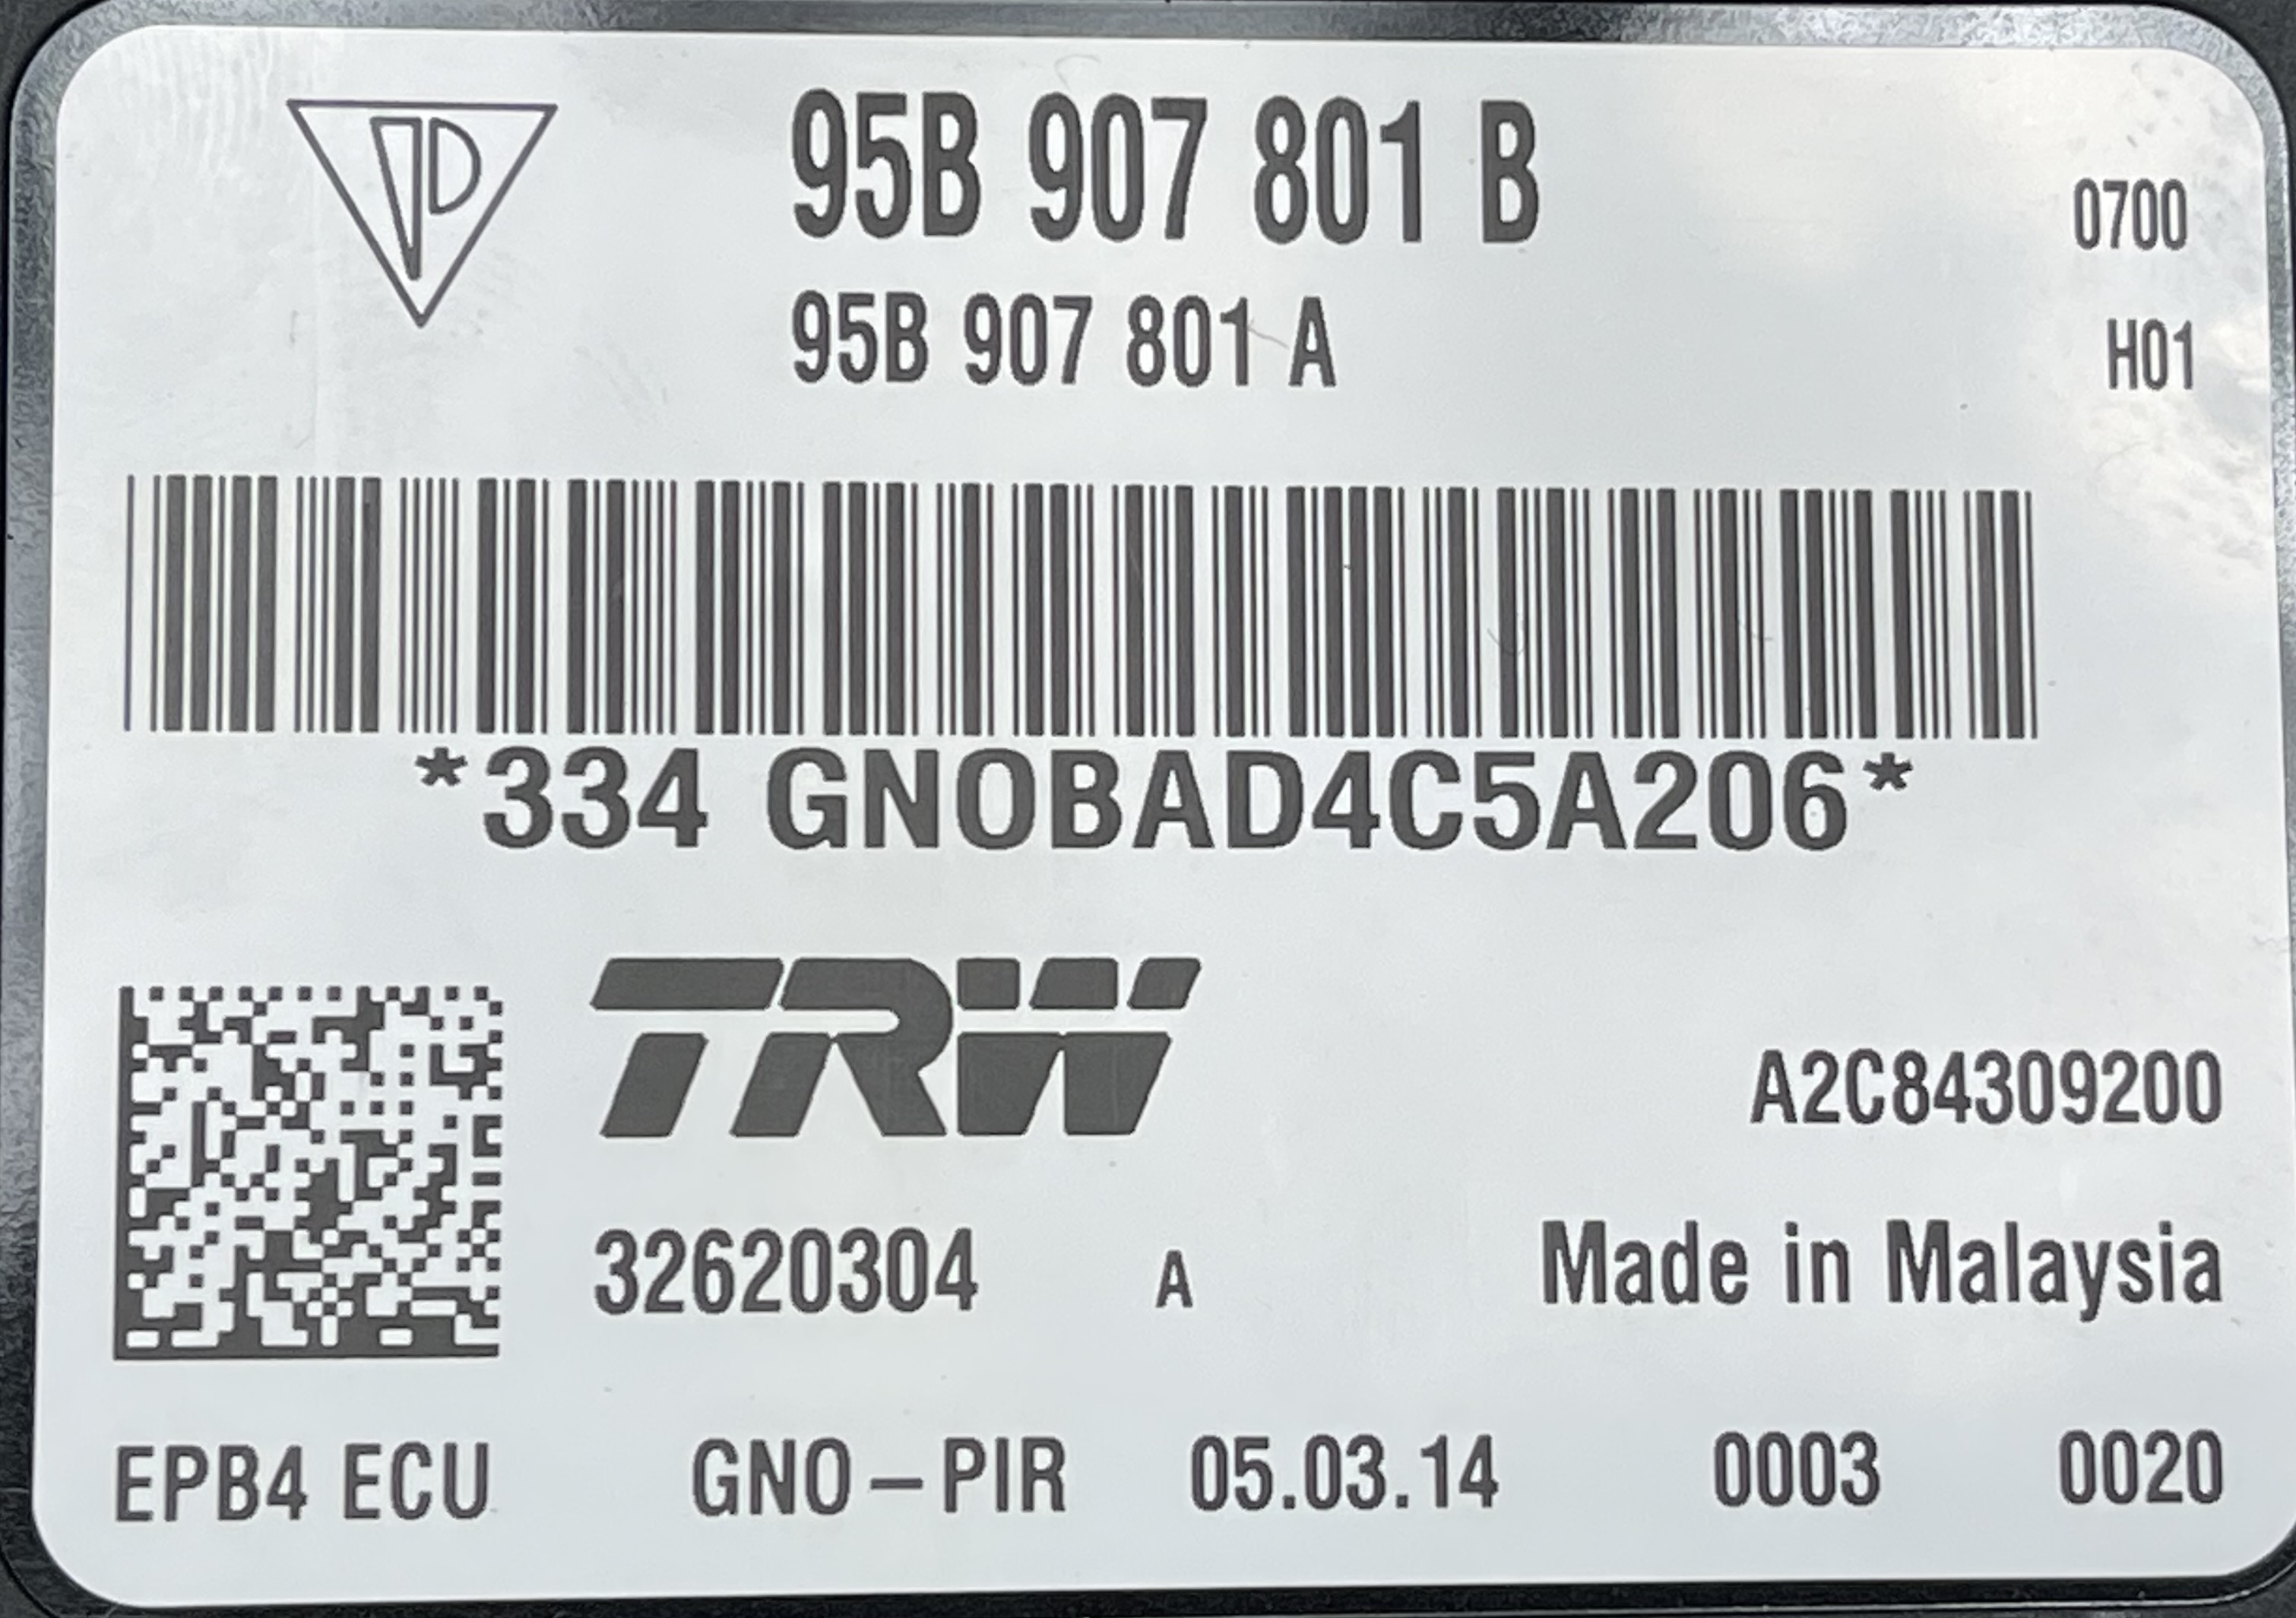 95B 907 801 B
0700
95B 907 801 A
H01
*334 GNOBAD4C5A206*
TRW
A2C84309200
32620304 A
Made in Malaysia
EPB4 ECU GNO-PIR 05.03.14 0003 0020